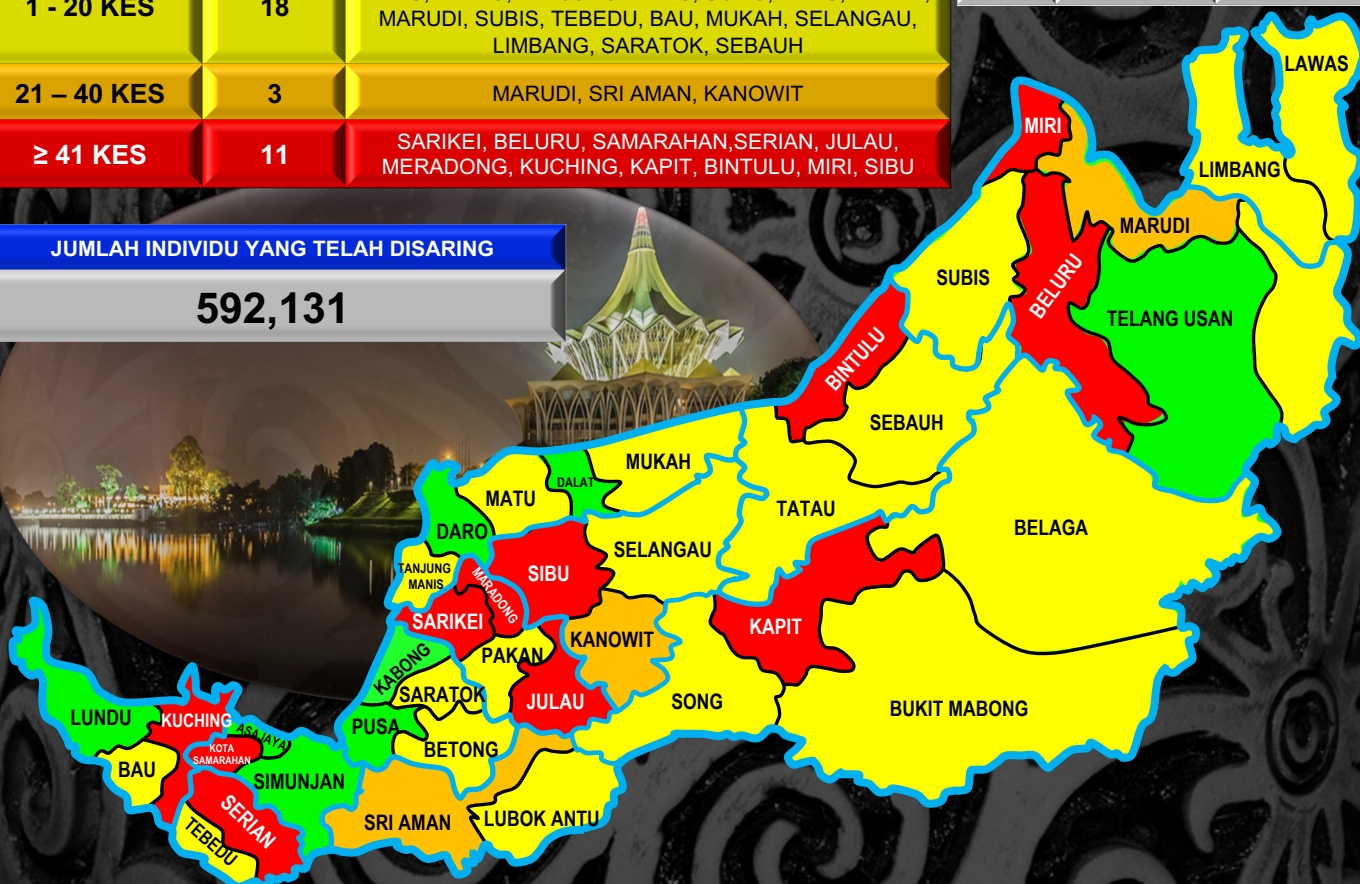 1 - 20 KES
18
MARUDI, SUBIS, TEBEDU, BAU, MUKAH, SELANGAU,
LIMBANG, SARATOK, SEBAUH
21 – 40 KES
3
MARUDI, SRI AMAN, KANOWIT
≥ 41 KES
11
SARIKEI, BELURU, SAMARAHAN,SERIAN, JULAU,
MERADONG, KUCHING, KAPIT, BINTULU, MIRI, SIBU
JUMLAH INDIVIDU YANG TELAH DISARING
592,131
LAWAS
MIRI
LIMBANG
MARUDI
SUBIS
BELURU
TELANG USAN
BINTULU
SEBAUH
MUKAH
DALAT
MATU
TATAU
BELAGA
DARO
SELANGAU
TANJUNG
MANIS
SIBU
MARADONG
SARIKEI
KAPIT
KANOWIT
PAKAN
KABONG
SARATOK
JULAU
SONG
BUKIT MABONG
LUNDU
KUCHING
PUSA
ASAJAYA
BETONG
KOTA
SAMARAHAN
BAU
SIMUNJAN
SERIAN
SRI AMAN
LUBOK ANTU
TEBEDU